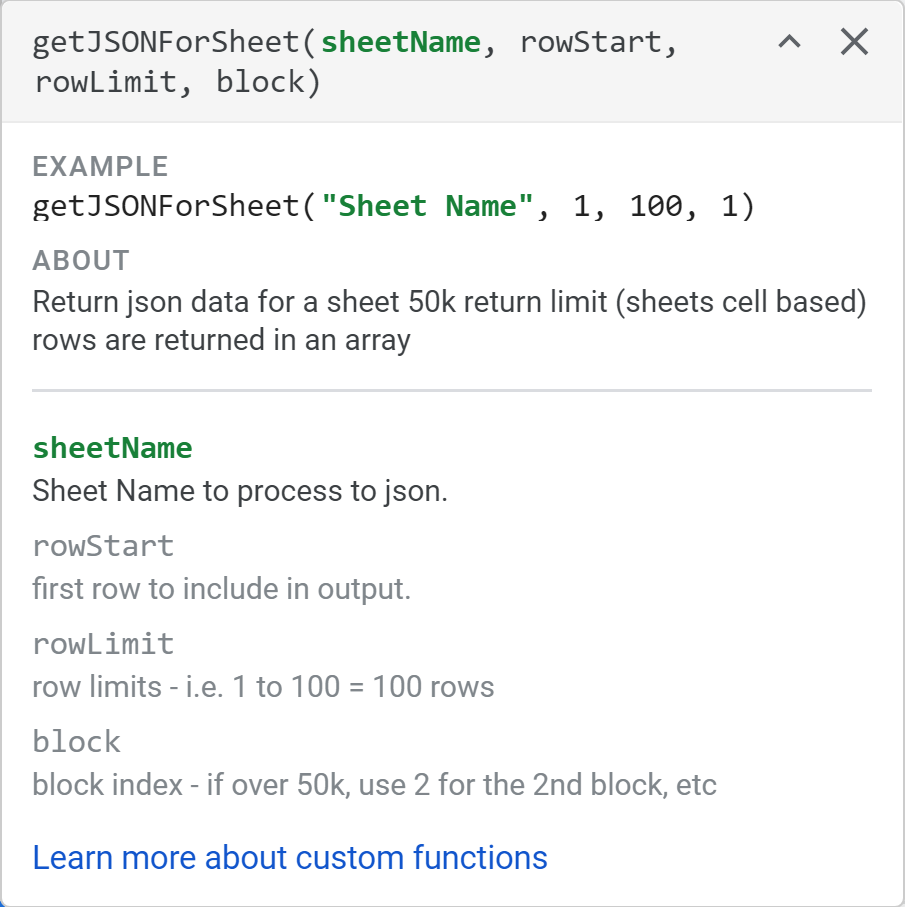 getJSONForSheet(sheetName, rowStart,
rowLimit, block)
EXAMPLE
getJSONForSheet("Sheet Name", 1, 100, 1)
ABOUT
Return json data for a sheet 50k return limit (sheets cell based)
rows are returned in an array
sheetName
Sheet Name to process to json.
rowStart
first row to include in output.
rowLimit
row limits - i.e. 1 to 100 = 100 rows
block
block index - if over 50k, use 2 for the 2nd block, etc
Learn more about custom functions